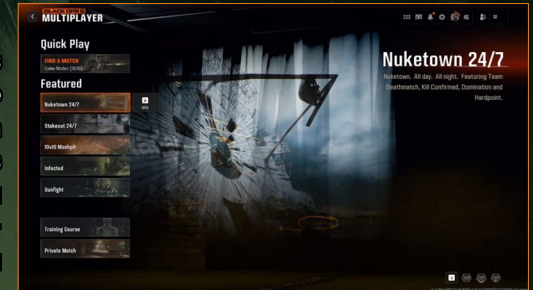 BLACK OPS 6
MULTIPLAYER
Quick Play
FIND A MATCH
Featured
Nuketown 24/7
Stakeout 24/7
10v10 Moshpit
Infected
Gunfight
Training Course
Private Match
Nuketown 24/7
Nuketown. All day. All night. Featuring Team
Deathmatch, Kill Confirmed, Domination and
Hardpoint.